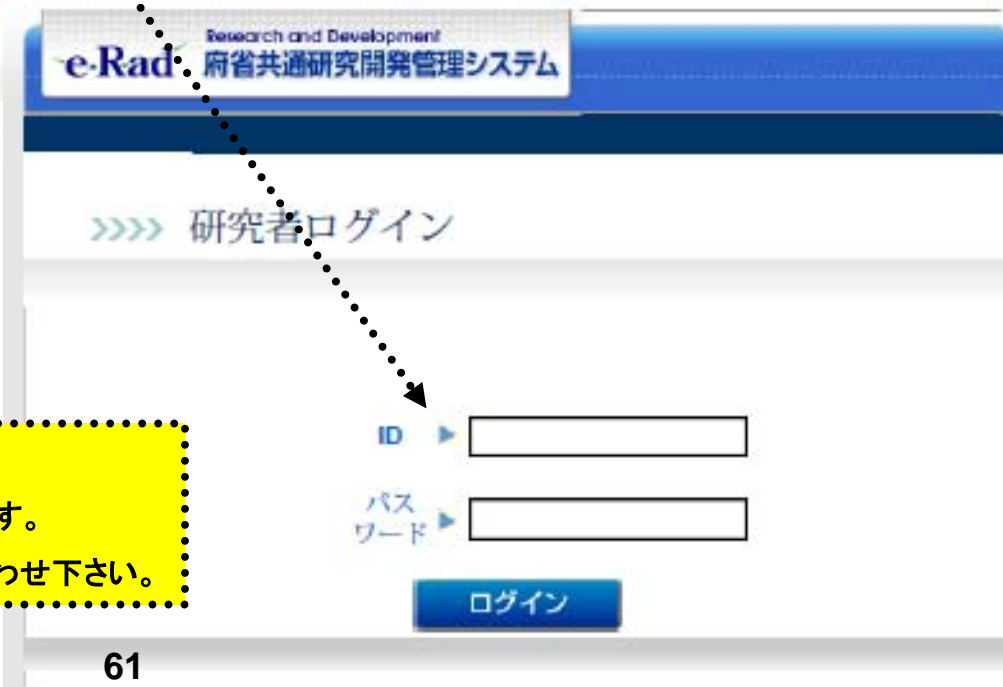 Research and Development
e-Rad 府省共通研究開発管理システム
>>>> 研究者ログイン
ID
パス
ワード
す。
わせ下さい。
ログイン
61